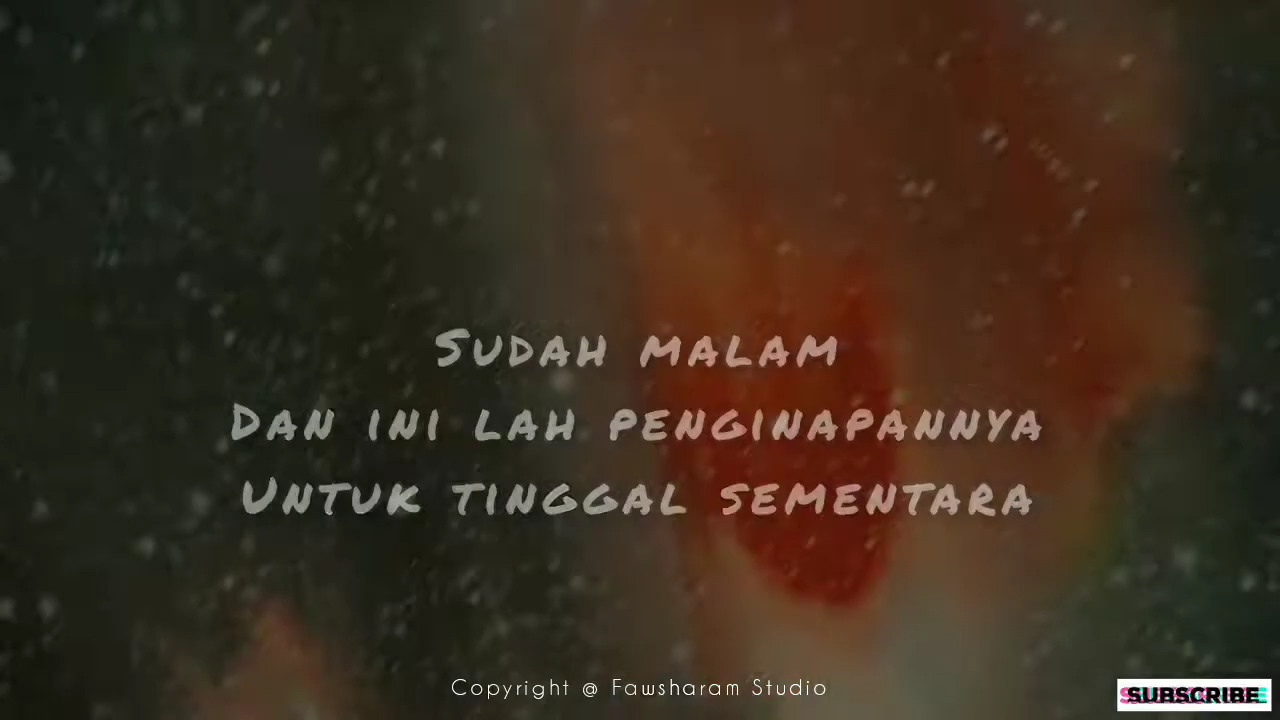 Sudah malam
Dan ini lah penginapannya
Untuk tinggal sementara
Copyright @ Fawsharam Studio
SUBSCRIBE